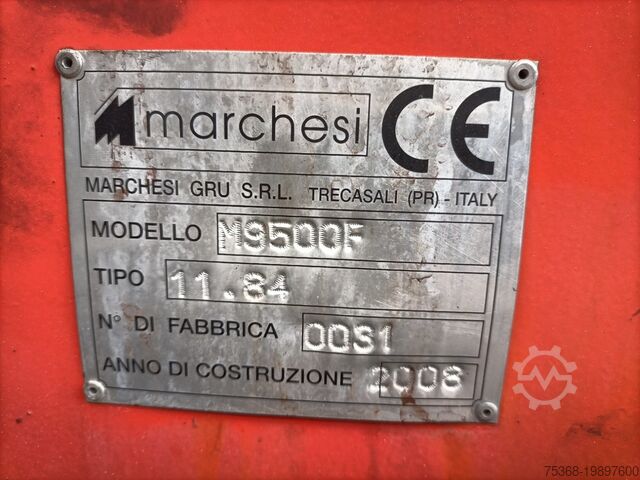 marchesi CE
MARCHESI GRU S.R.L. TRECASALI (PR) - ITALY
MODELLO M9500F
TIPO 11.84
N° DI FABBRICA 0081
ANNO DI COSTRUZIONE 2008
75368-19897600